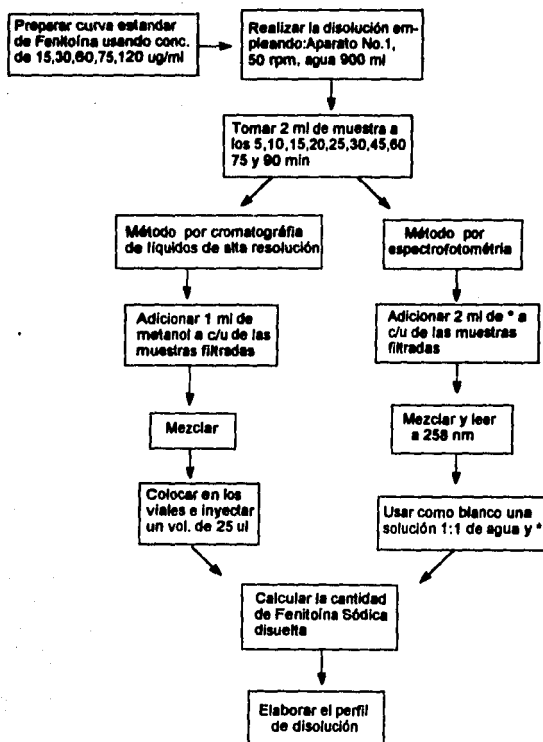 Preparar curva estandar
de Fenitoína usando conc.
de 15,30,60,75,120 ug/ml
Realizar la disolución em-
pleando:Aparato No.1,
50 rpm, agua 900 ml
Tomar 2 ml de muestra a
los 5,10,15,20,25,30,45,60
75 y 90 min
Método por cromatográfia
de líquidos de alta resolución
Método por
espectrofotométria
Adicionar 1 ml de
metanol a c/u de las
muestras filtradas
Adicionar 2 ml de * a
c/u de las muestras
filtradas
Mezclar
Mezclar y leer
a 258 nm
Colocar en los
viales e inyectar
un vol. de 25 ul
Usar como blanco una
solución 1:1 de agua y *
Calcular la cantidad
de Fenitoína Sódica
disuelta
Elaborar el perfil
de disolución